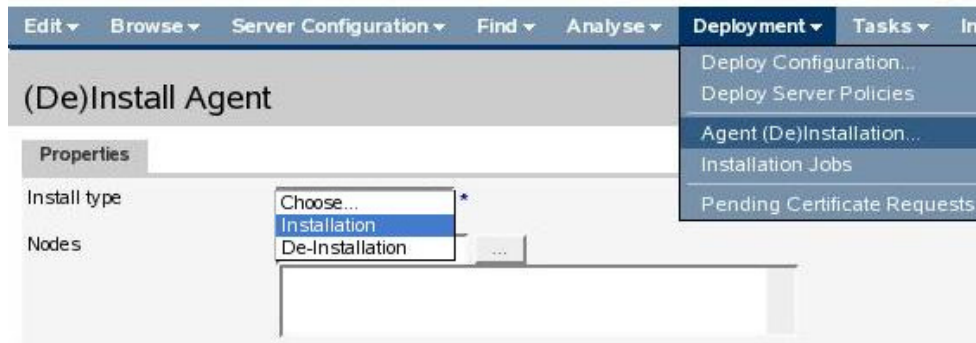 Edit Browse Server Configuration Find Analyse Deployment Tasks In
Deploy Configuration...
Deploy Server Policies
Agent (De)Installation...
Installation Jobs
Pending Certificate Requests
(De)Install Agent
Properties
Install type
Choose...
*
Installation
De-Installation
Nodes
...